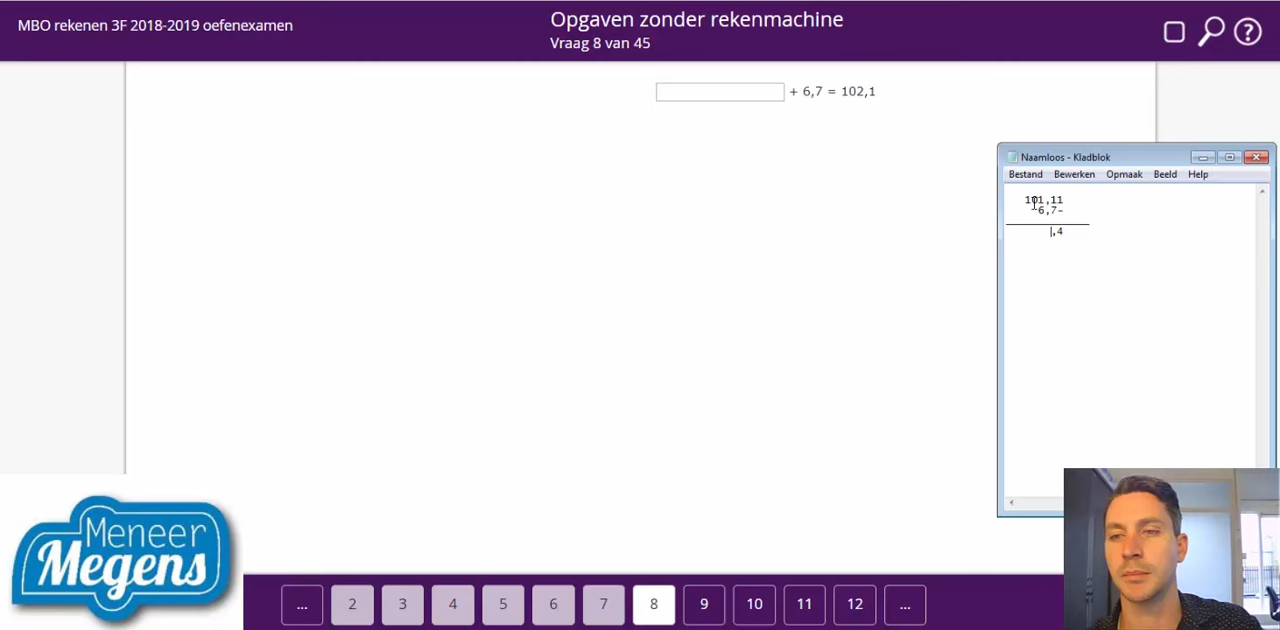 MBO rekenen 3F 2018-2019 oefenexamen
Opgaven zonder rekenmachine
Vraag 8 van 45
?
+ 6,7 = 102,1
Naamloos - Kladblok
Bestand Bewerken Opmaak Beeld Help
101,11
6,7-
,4
Meneer
Megens
... 2 3 4 5 6 7 8 9 10 11 12 ...